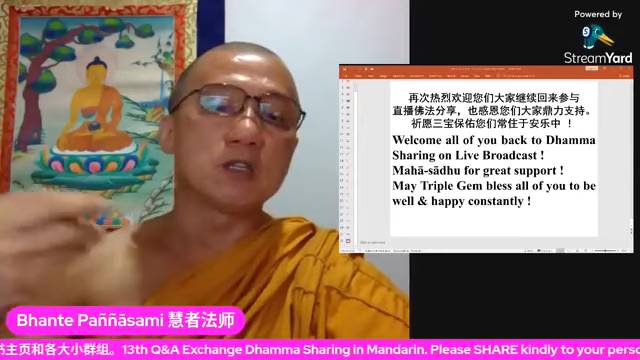 Powered by
StreamYard
再次热烈欢迎您们大家继续回来参与
直播佛法分享，也感恩您们大家鼎力支持。
祈愿三宝保佑您们常住于安乐中 ！
Welcome all of you back to Dhamma
Sharing on Live Broadcast !
Mahā-sādhu for great support !
May Triple Gem bless all of you to be
well & happy constantly !
Bhante Paññāsami 慧者法师
书主页和各大小群组。13th Q&A Exchange Dhamma Sharing in Mandarin. Please SHARE kindly to your perso